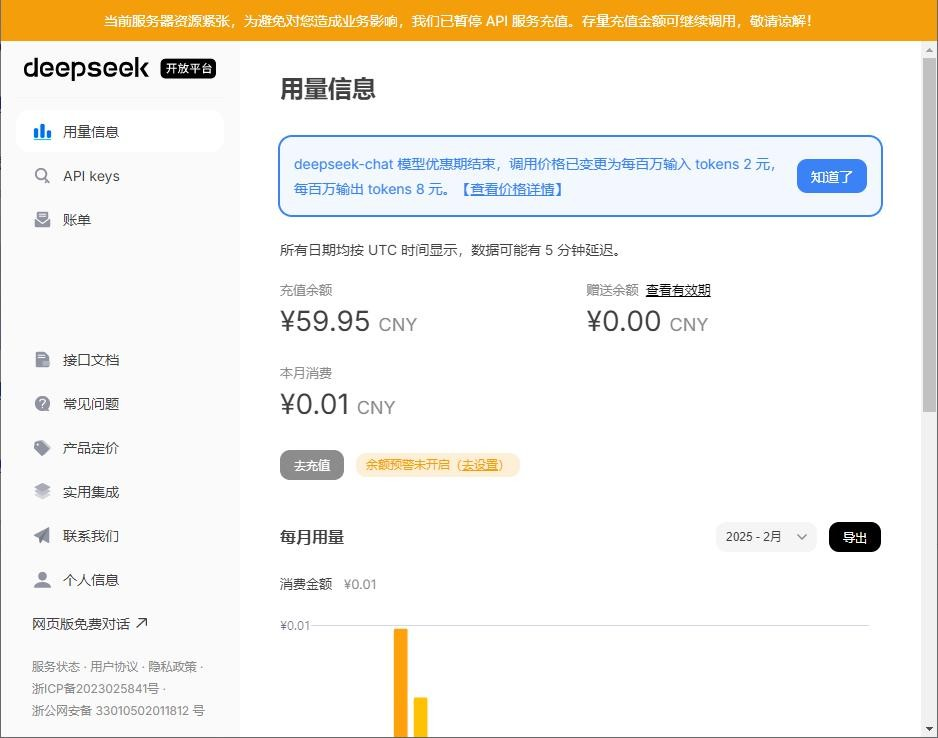 当前服务器资源紧张，为避免对您造成业务影响，我们已暂停 API 服务充值。存量充值金额可继续调用，敬请谅解！
deepseek 开放平台
用量信息
API keys
账单
接口文档
常见问题
产品定价
实用集成
联系我们
个人信息
网页版免费对话
服务状态 · 用户协议 · 隐私政策 ·
浙ICP备2023025841号 ·
浙公网安备 33010502011812 号
用量信息
deepseek-chat 模型优惠期结束，调用价格已变更为每百万输入 tokens 2 元，
每百万输出 tokens 8 元。【查看价格详情】
知道了
所有日期均按 UTC 时间显示，数据可能有 5 分钟延迟。
充值余额
¥59.95 CNY
赠送余额 查看有效期
¥0.00 CNY
本月消费
¥0.01 CNY
去充值
余额预警未开启（去设置）
每月用量
2025 - 2月
导出
消费金额 ¥0.01
¥0.01